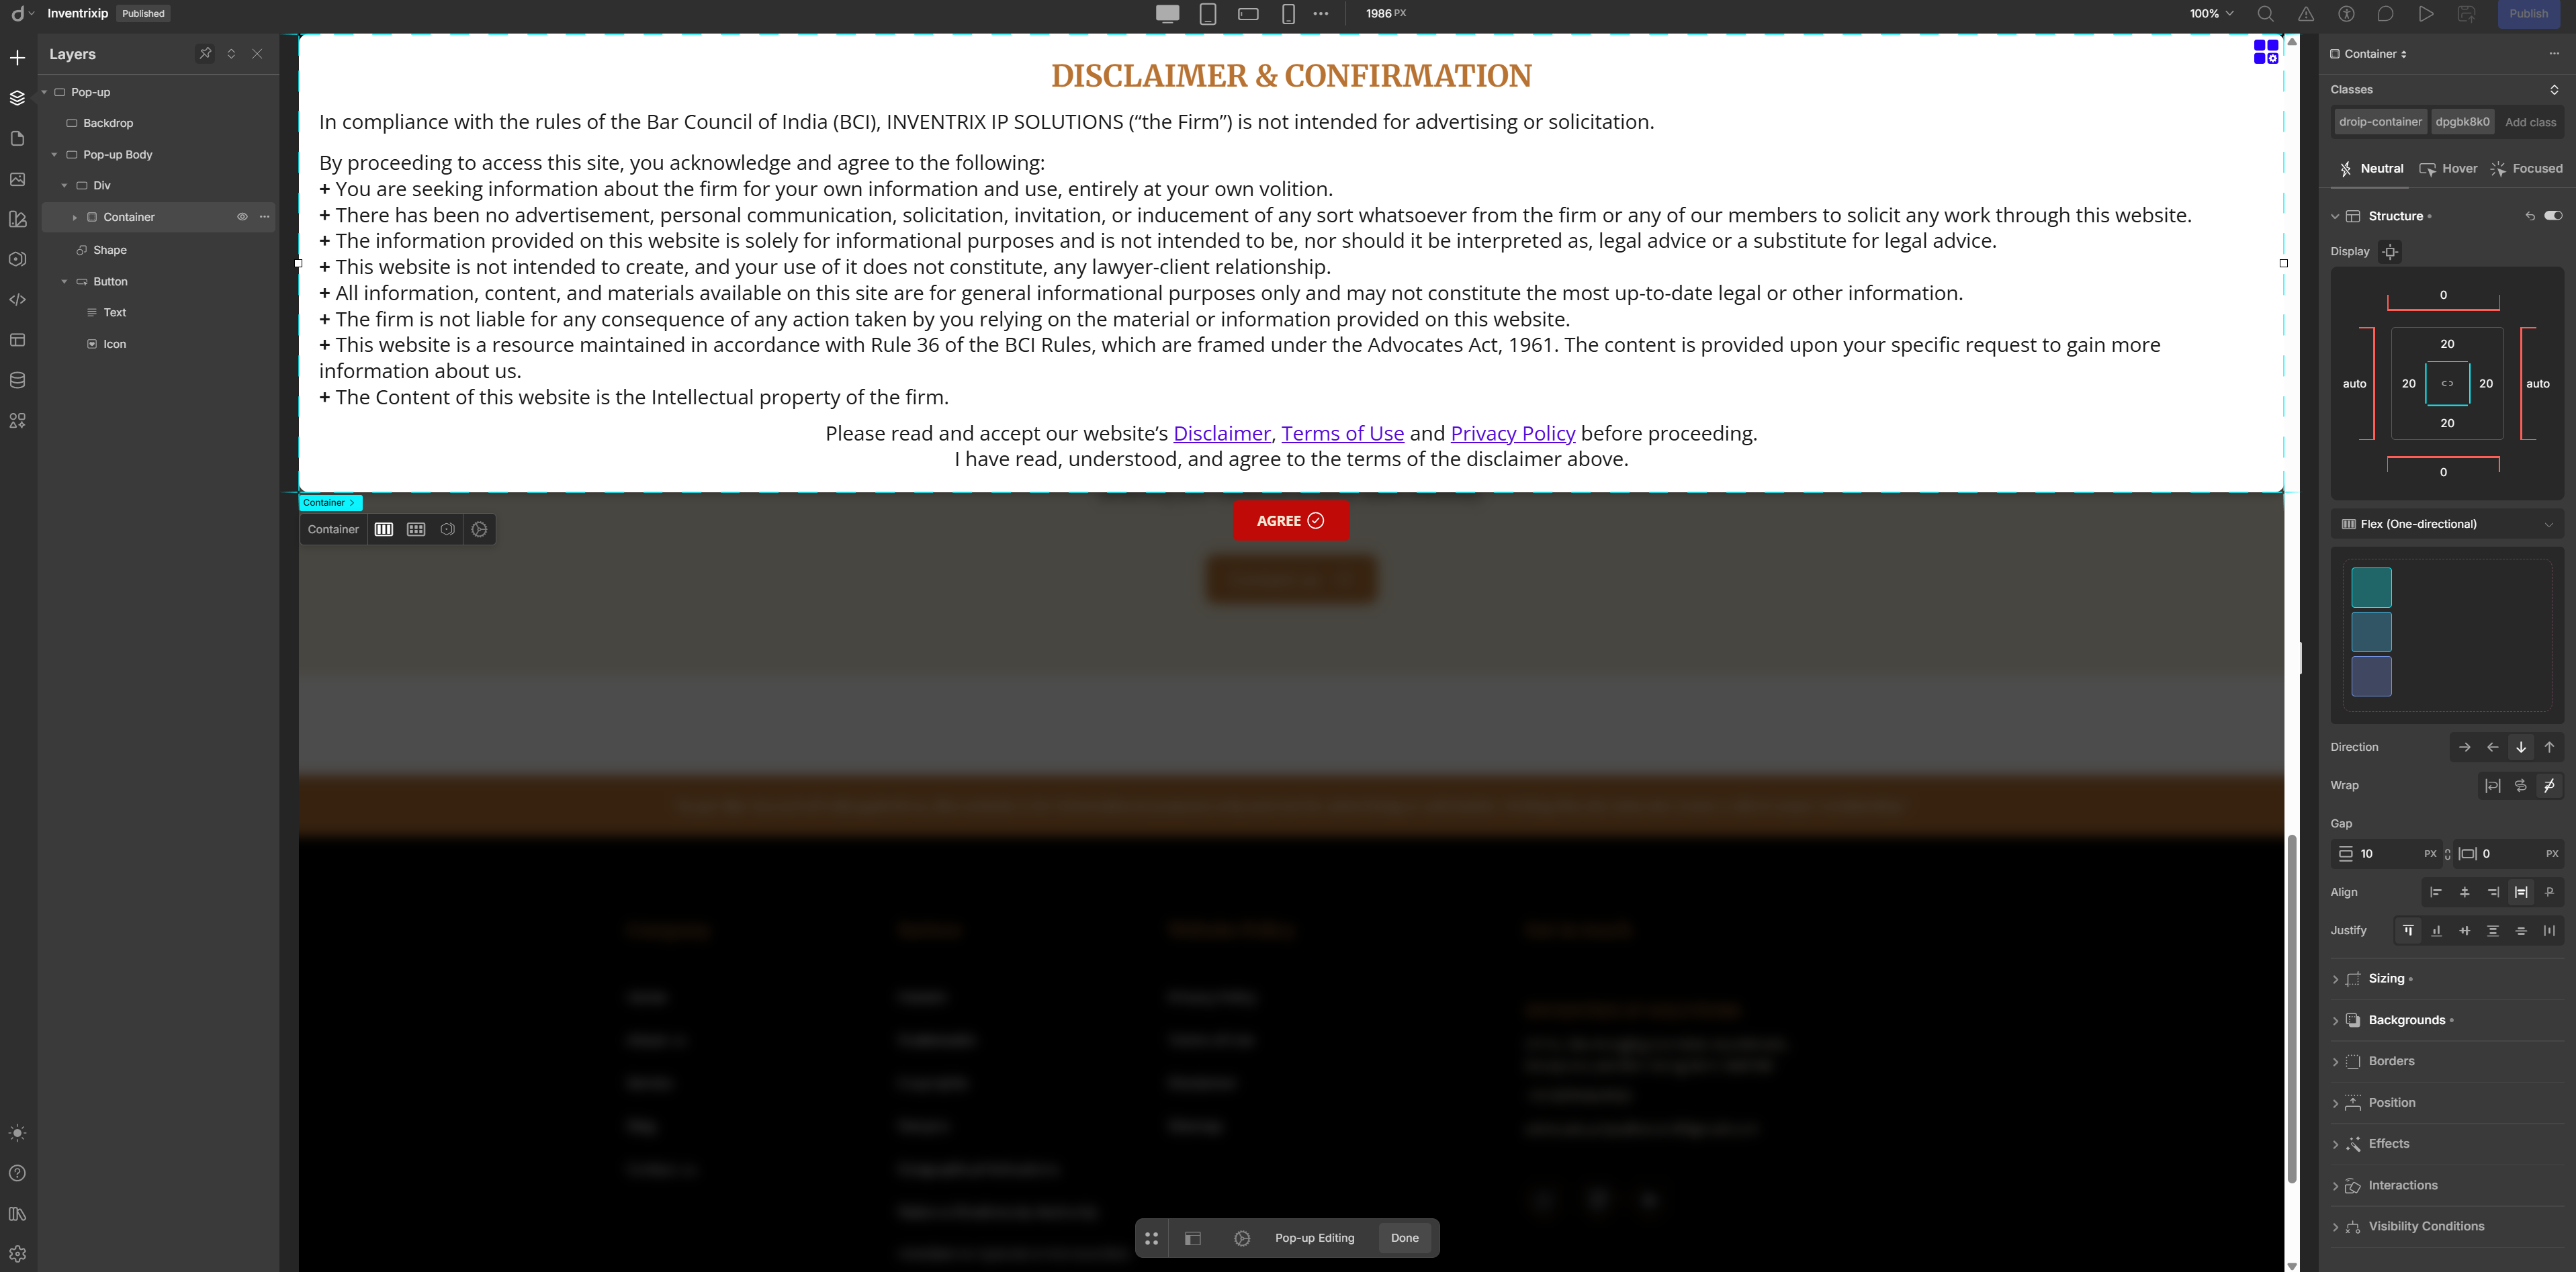 Inventrixip Published 1986 PX 100% Publish
Layers
Pop-up
Backdrop
Pop-up Body
Div
Container
Shape
Button
Text
Icon
DISCLAIMER & CONFIRMATION
In compliance with the rules of the Bar Council of India (BCI), INVENTRIX IP SOLUTIONS (“the Firm”) is not intended for advertising or solicitation.
By proceeding to access this site, you acknowledge and agree to the following:
+ You are seeking information about the firm for your own information and use, entirely at your own volition.
+ There has been no advertisement, personal communication, solicitation, invitation, or inducement of any sort whatsoever from the firm or any of our members to solicit any work through this website.
+ The information provided on this website is solely for informational purposes and is not intended to be, nor should it be interpreted as, legal advice or a substitute for legal advice.
+ This website is not intended to create, and your use of it does not constitute, any lawyer-client relationship.
+ All information, content, and materials available on this site are for general informational purposes only and may not constitute the most up-to-date legal or other information.
+ The firm is not liable for any consequence of any action taken by you relying on the material or information provided on this website.
+ This website is a resource maintained in accordance with Rule 36 of the BCI Rules, which are framed under the Advocates Act, 1961. The content is provided upon your specific request to gain more
information about us.
+ The Content of this website is the Intellectual property of the firm.
Please read and accept our website’s Disclaimer, Terms of Use and Privacy Policy before proceeding.
I have read, understood, and agree to the terms of the disclaimer above.
Container
Container
AGREE
Pop-up Editing Done
Container
Classes
droip-container dpgbk8k0 Add class
Neutral Hover Focused
Structure
Display
0
20
auto 20 20 auto
20
0
Flex (One-directional)
Direction
Wrap
Gap
10 PX 0 PX
Align
Justify
Sizing
Backgrounds
Borders
Position
Effects
Interactions
Visibility Conditions